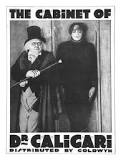 THE CABINET OF
DR CALIGARI
DISTRIBUTED BY GOLDWYN